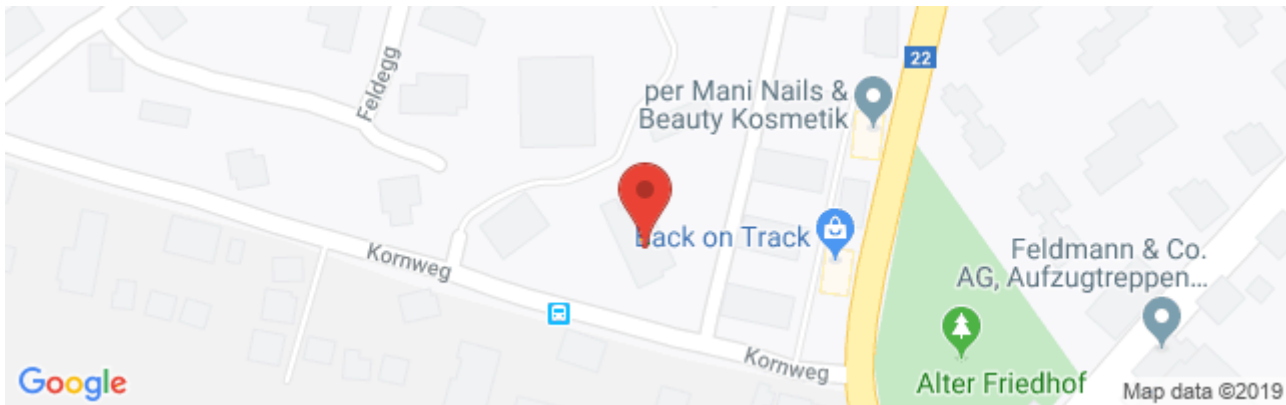 22
Feldegg
per Mani Nails &
Beauty Kosmetik
Back on Track
Kornweg
Feldmann & Co.
AG, Aufzugtreppen...
Kornweg
Alter Friedhof
Google
Map data ©2019